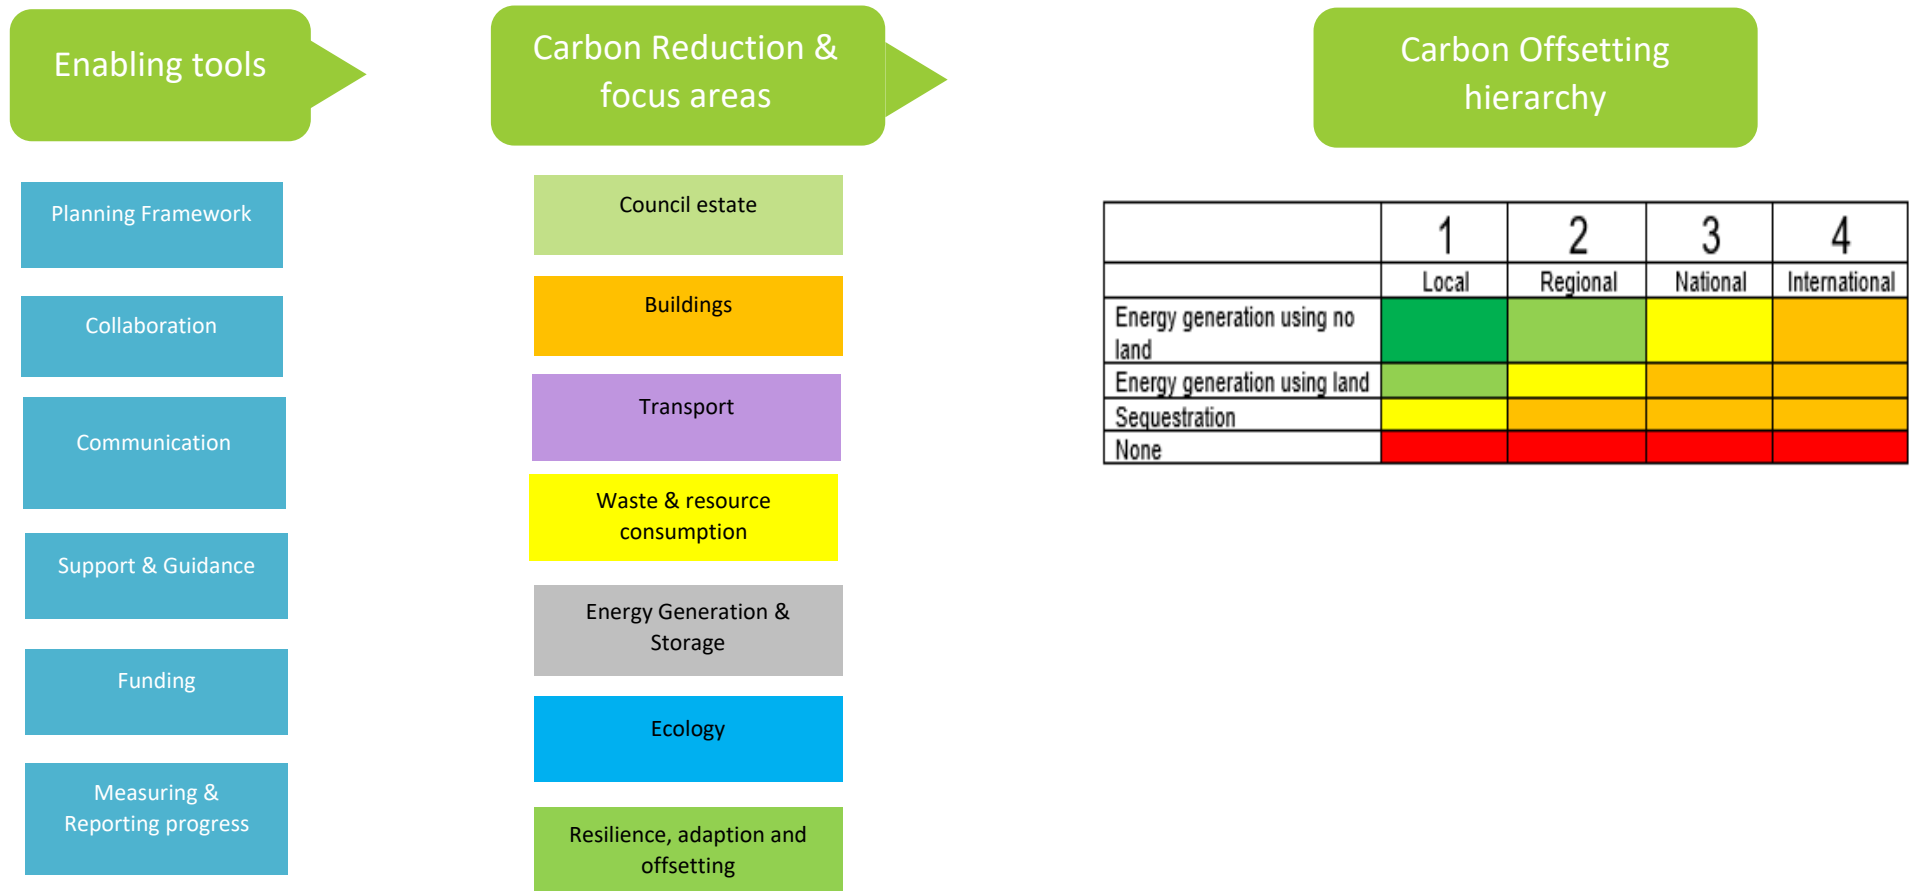 Enabling tools
Planning Framework
Collaboration
Communication
Support & Guidance
Funding
Measuring &
Reporting progress
Carbon Reduction &
focus areas
Council estate
Buildings
Transport
Waste & resource
consumption
Energy Generation &
Storage
Ecology
Resilience, adaption and
offsetting
Carbon Offsetting
hierarchy
1 2 3 4
Local Regional National International
Energy generation using no
land
Energy generation using land
Sequestration
None